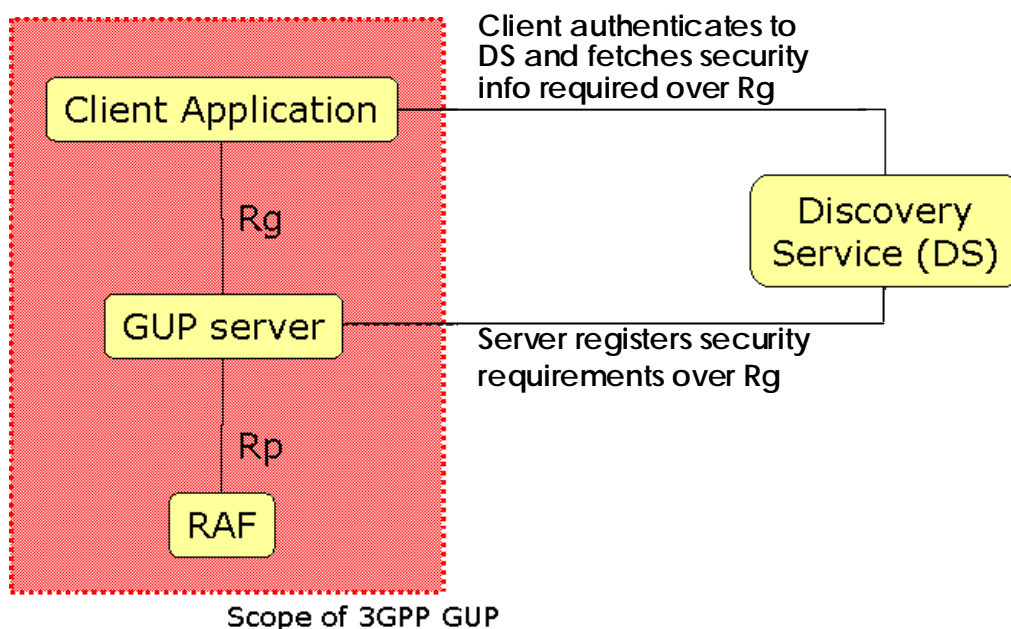 Client authenticates to
DS and fetches security
info required over Rg
Client Application
Rg
Discovery
Service (DS)
GUP server
Server registers security
requirements over Rg
Rp
RAF
Scope of 3GPP GUP